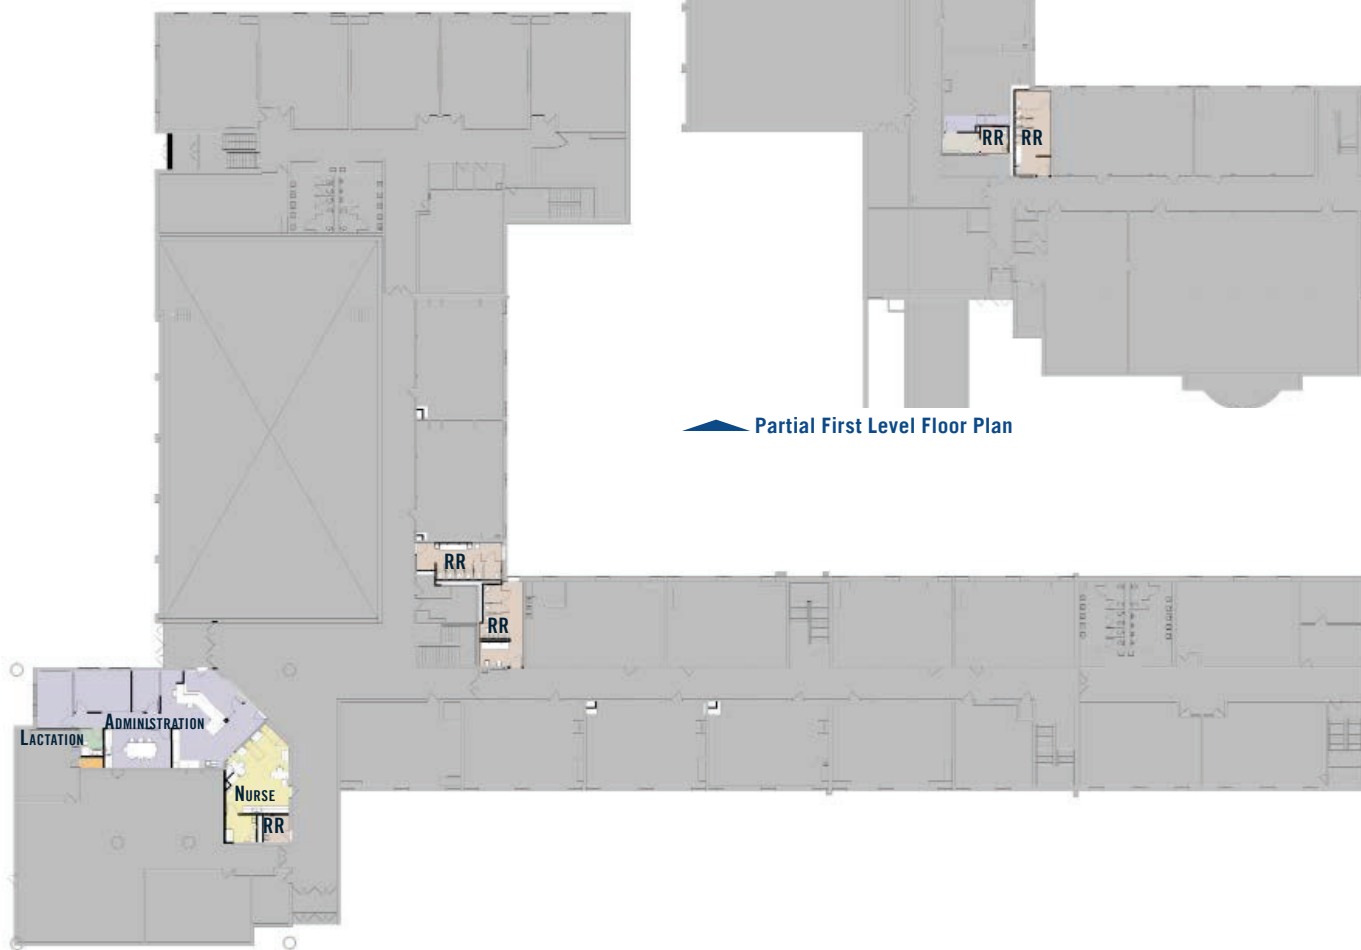 RR RR
Partial First Level Floor Plan
RR
RR
ADMINISTRATION
LACTATION
NURSE
RR